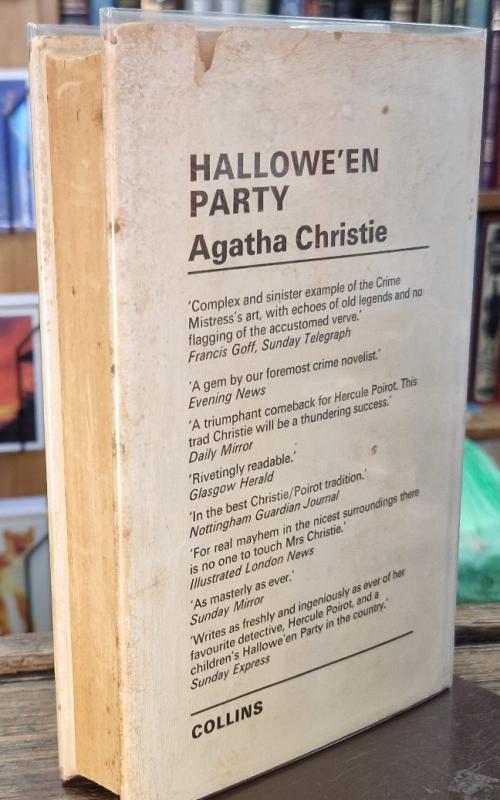 HALLOWE'EN
PARTY
Agatha Christie
'Complex and sinister example of the Crime
Mistress's art, with echoes of old legends and no
flagging of the accustomed verve.'
Francis Goff, Sunday Telegraph
'A gem by our foremost crime novelist.'
Evening News
'A triumphant comeback for Hercule Poirot. This
trad Christie will be a thundering success.'
Daily Mirror
'Rivetingly readable.'
Glasgow Herald
'In the best Christie/Poirot tradition.'
Nottingham Guardian Journal
'For real mayhem in the nicest surroundings there
is no one to touch Mrs Christie.'
Illustrated London News
'As masterly as ever.'
Sunday Mirror
'Writes as freshly and ingeniously as ever of her
favourite detective, Hercule Poirot, and a
children's Hallowe'en Party in the country.'
Sunday Express
COLLINS